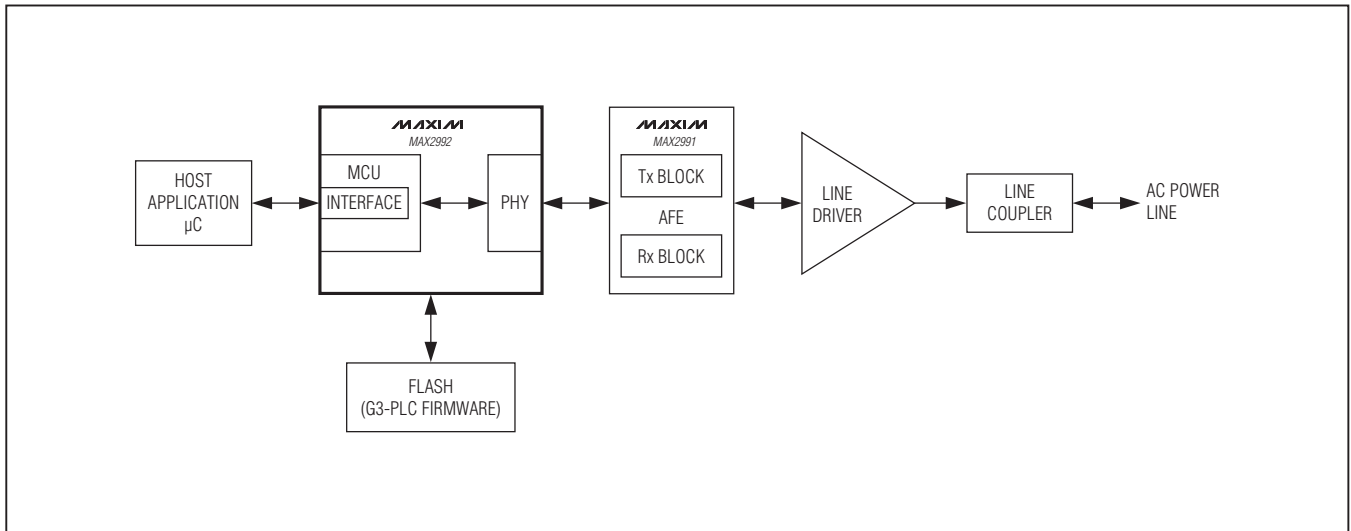 HOST
APPLICATION
µC
MAXIM
MAX2992
MCU
INTERFACE
PHY
MAXIM
MAX2991
Tx BLOCK
AFE
Rx BLOCK
LINE
DRIVER
LINE
COUPLER
AC POWER
LINE
FLASH
(G3-PLC FIRMWARE)